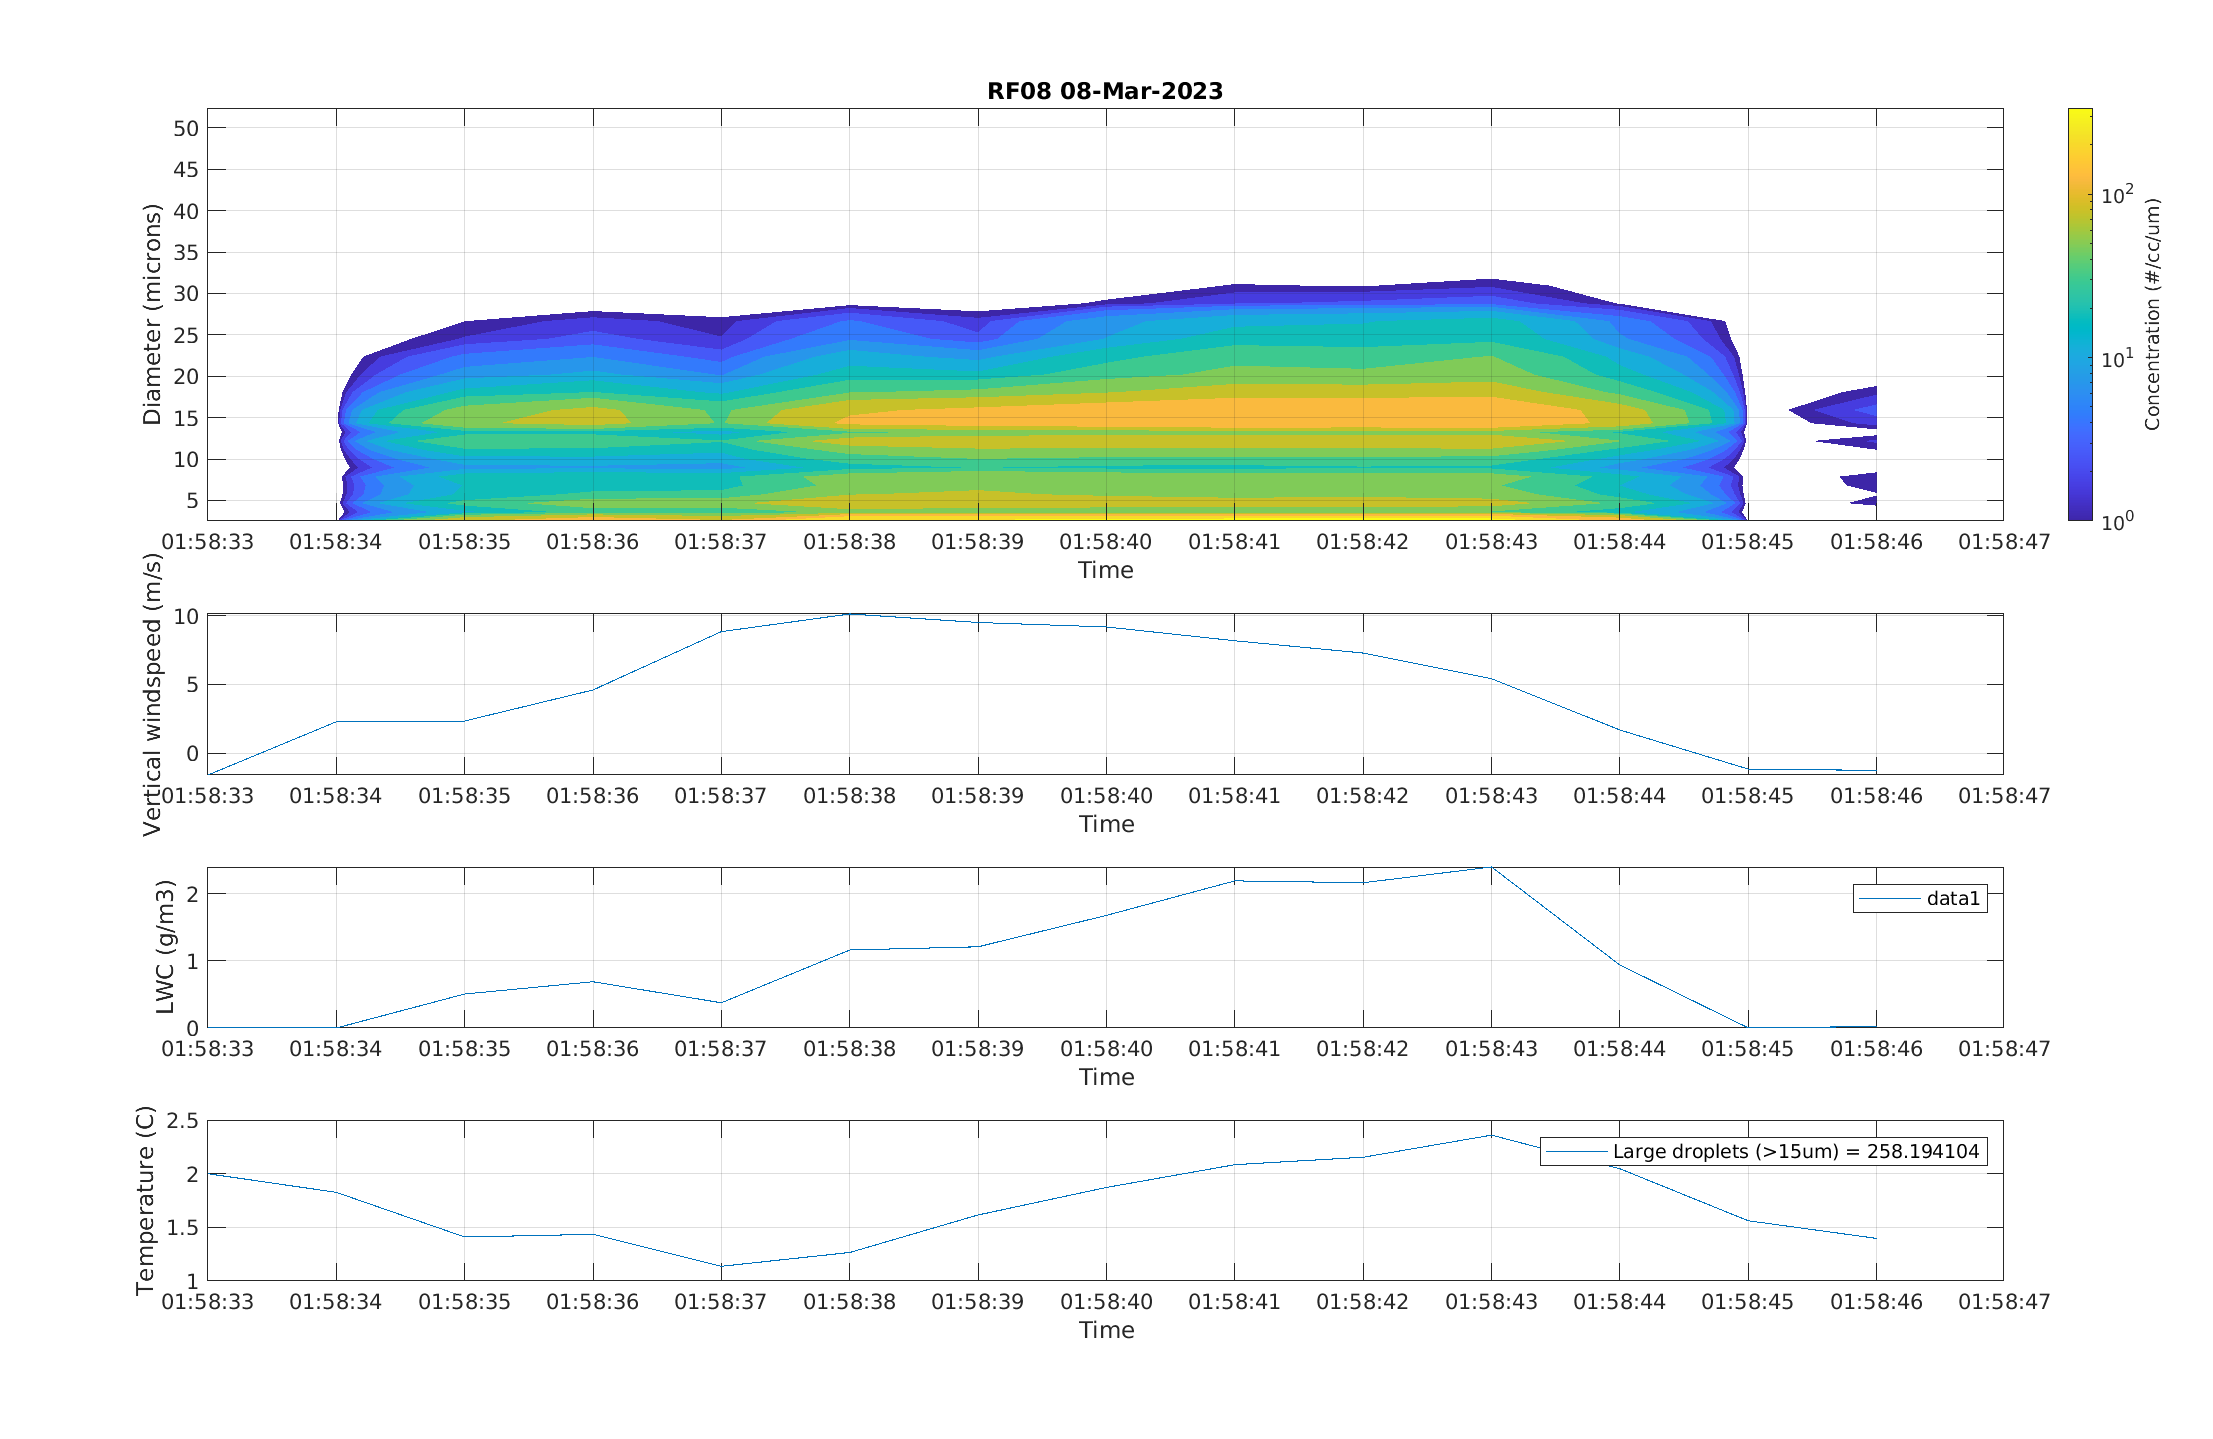 RF08 08-Mar-2023
Diameter (microns)
50
45
40
35
30
25
20
15
10
5
01:58:33 01:58:34 01:58:35 01:58:36 01:58:37 01:58:38 01:58:39 01:58:40 01:58:41 01:58:42 01:58:43 01:58:44 01:58:45 01:58:46 01:58:47
Time
10^2
10^1
10^0
Concentration (#/cc/um)
Vertical windspeed (m/s)
10
5
0
01:58:33 01:58:34 01:58:35 01:58:36 01:58:37 01:58:38 01:58:39 01:58:40 01:58:41 01:58:42 01:58:43 01:58:44 01:58:45 01:58:46 01:58:47
Time
LWC (g/m3)
2
1
0
data1
01:58:33 01:58:34 01:58:35 01:58:36 01:58:37 01:58:38 01:58:39 01:58:40 01:58:41 01:58:42 01:58:43 01:58:44 01:58:45 01:58:46 01:58:47
Time
Temperature (C)
2.5
2
1.5
1
Large droplets (>15um) = 258.194104
01:58:33 01:58:34 01:58:35 01:58:36 01:58:37 01:58:38 01:58:39 01:58:40 01:58:41 01:58:42 01:58:43 01:58:44 01:58:45 01:58:46 01:58:47
Time